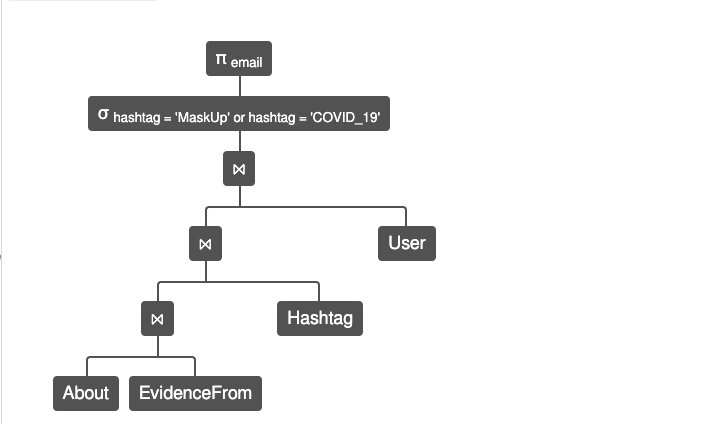 π email
σ hashtag = 'MaskUp' or hashtag = 'COVID_19'
⋈
⋈
User
⋈
Hashtag
About
EvidenceFrom